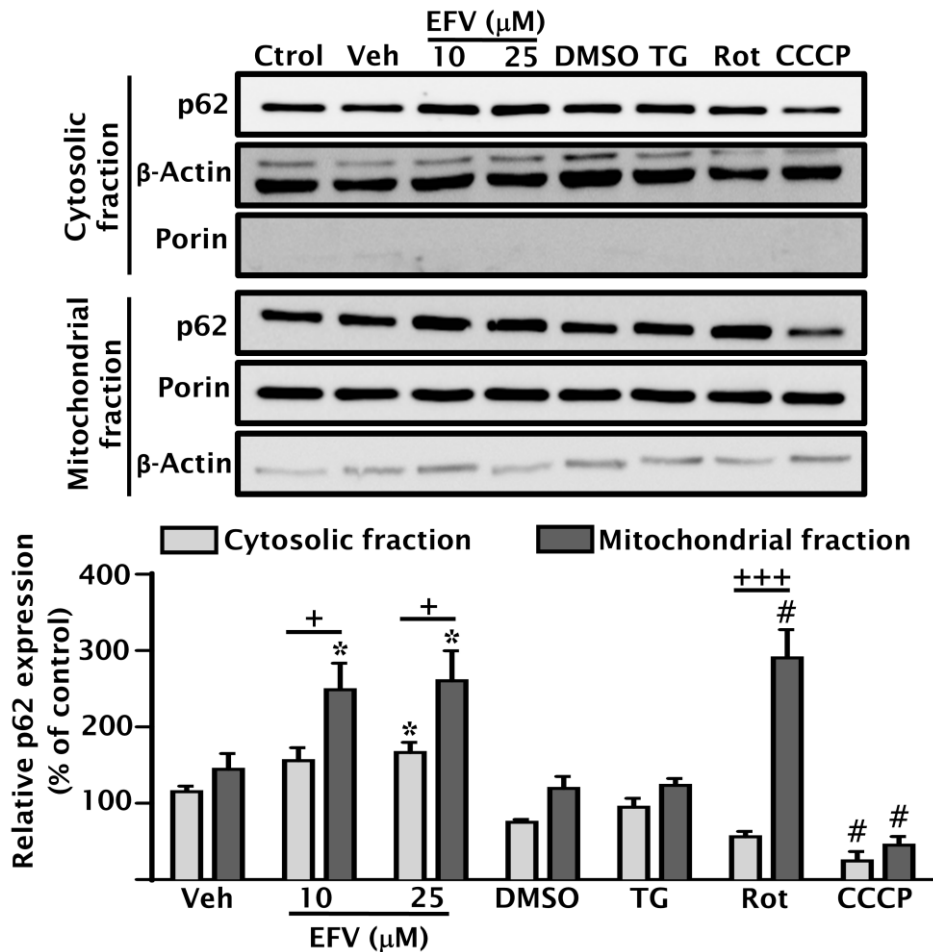 EFV (μM)
Ctrol Veh 10 25 DMSO TG Rot CCCP
Cytosolic fraction
p62
β-Actin
Porin
Mitochondrial fraction
p62
Porin
β-Actin
Cytosolic fraction Mitochondrial fraction
Relative p62 expression
(% of control)
400
300
200
100
+ + +++
* * * # # #
Veh 10 25 DMSO TG Rot CCCP
EFV (μM)